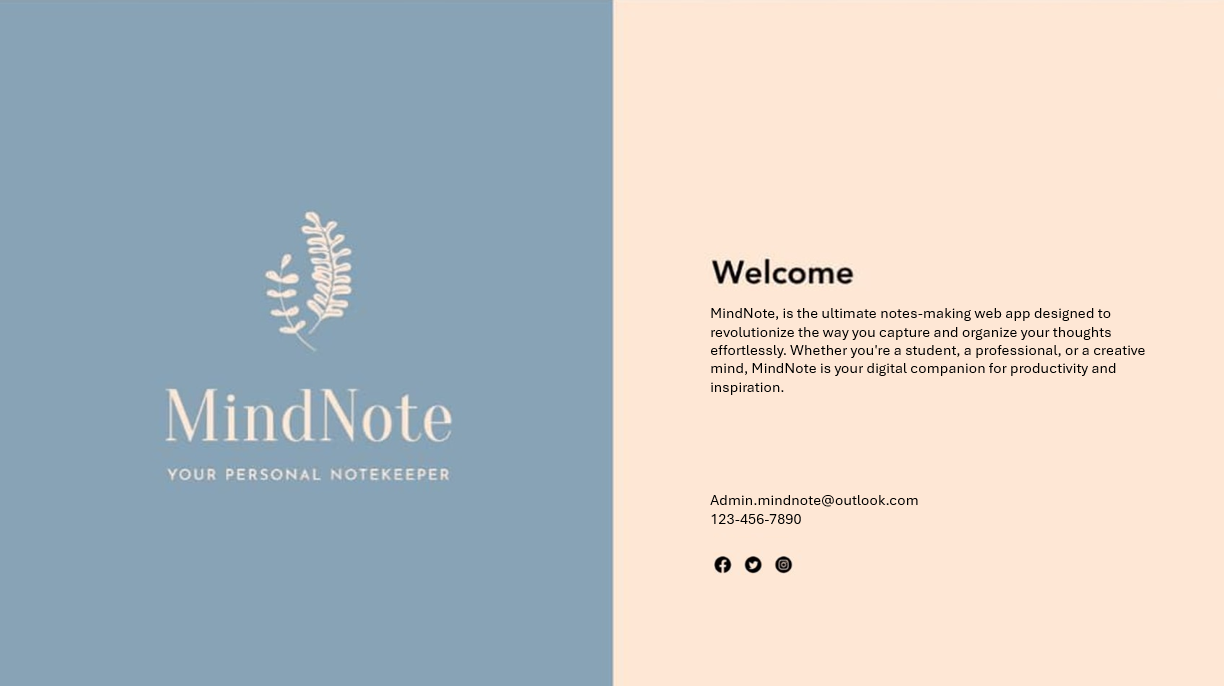 MindNote
YOUR PERSONAL NOTEKEEPER
Welcome
MindNote, is the ultimate notes-making web app designed to
revolutionize the way you capture and organize your thoughts
effortlessly. Whether you're a student, a professional, or a creative
mind, MindNote is your digital companion for productivity and
inspiration.
Admin.mindnote@outlook.com
123-456-7890